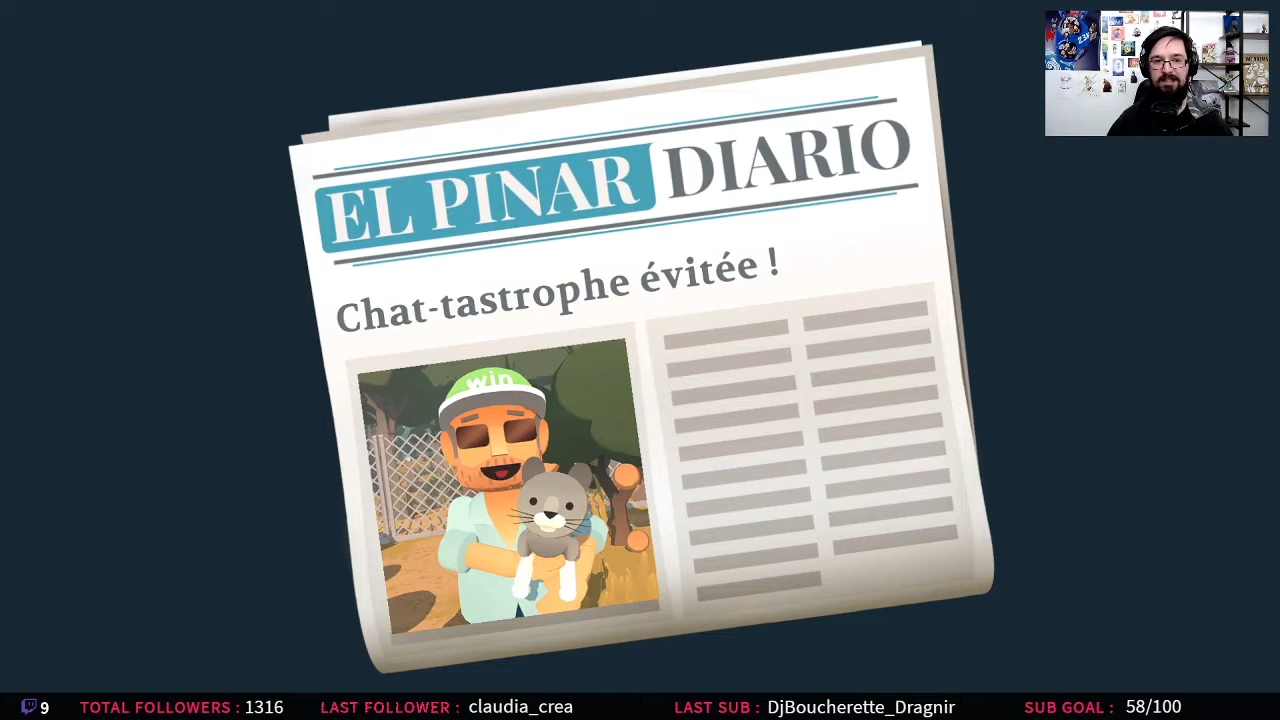 EL PINAR DIARIO
Chat-tastrophe évitée !
win
9 TOTAL FOLLOWERS : 1316 LAST FOLLOWER : claudia_crea LAST SUB : DjBoucherette_Dragnir SUB GOAL : 58/100